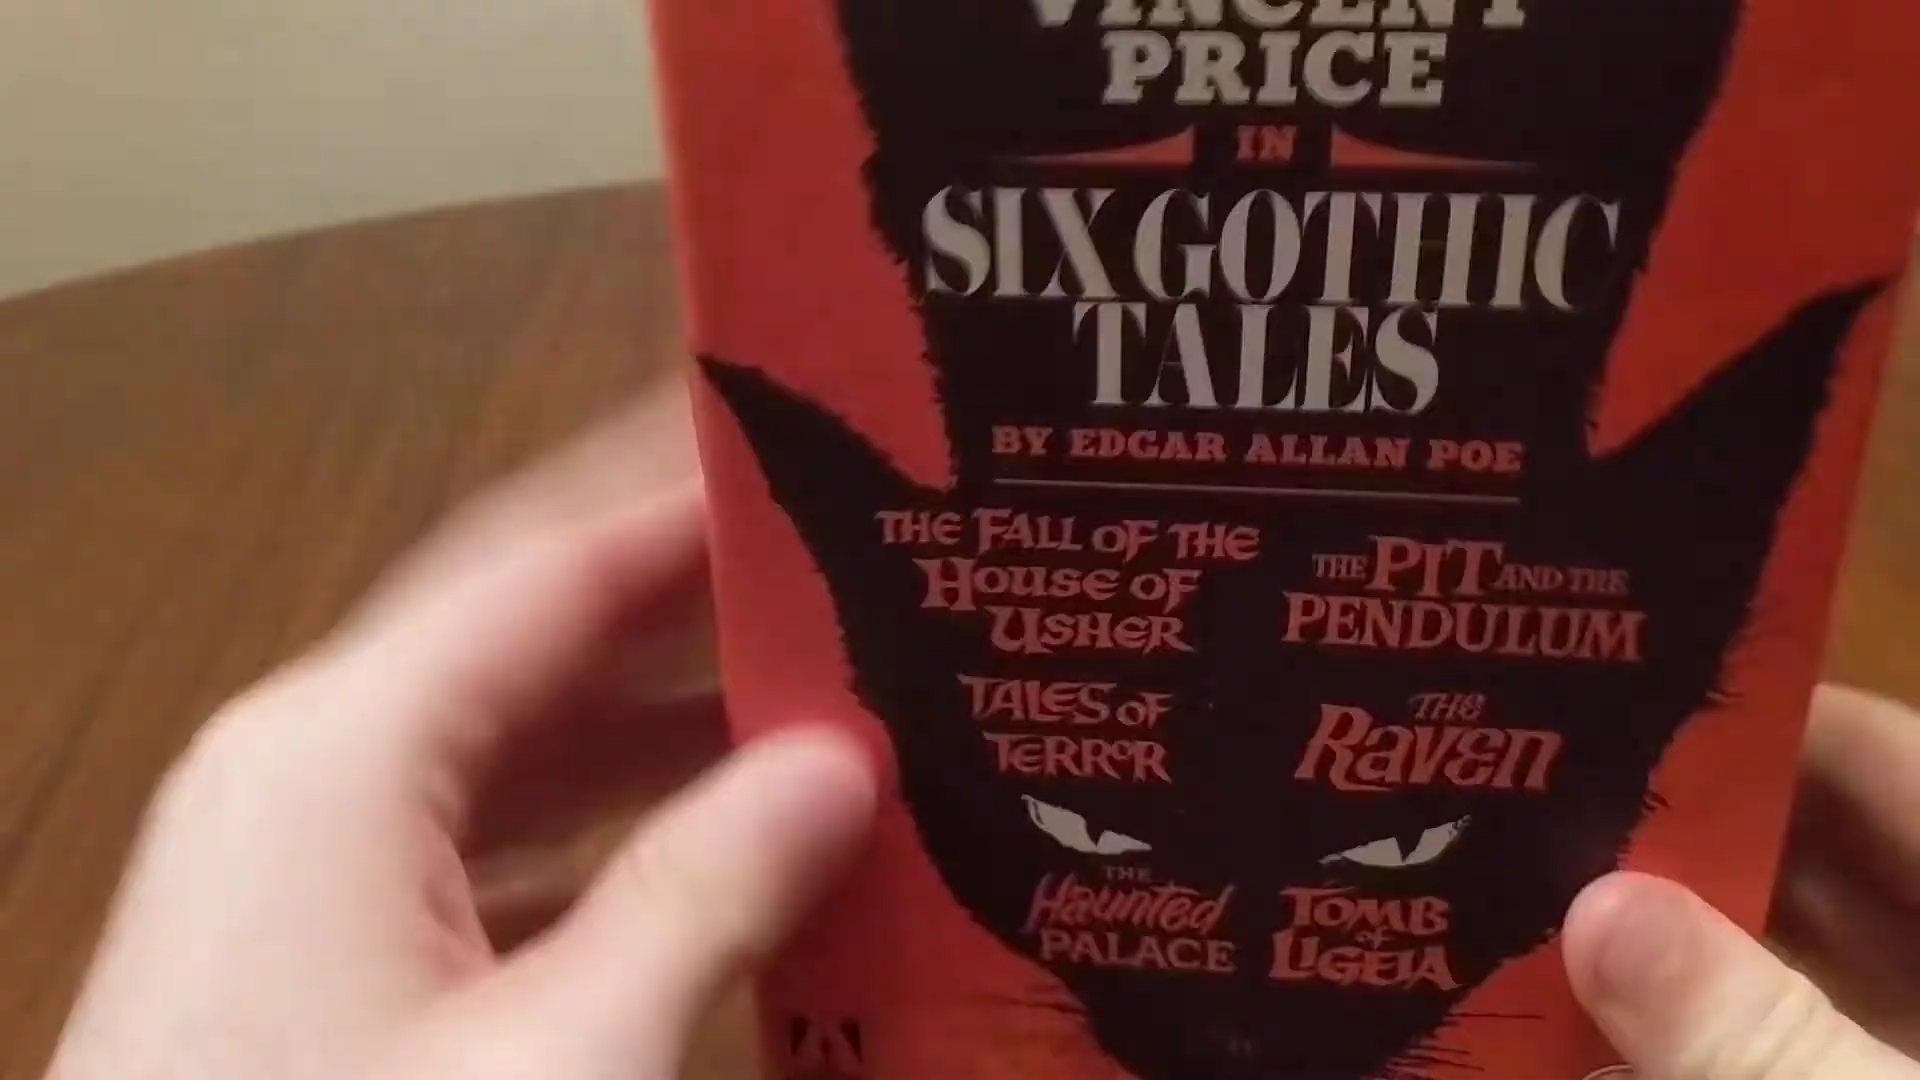 VINCENT
PRICE
IN
SIX GOTHIC
TALES
BY EDGAR ALLAN POE
THE FALL OF THE
HOUSE OF
USHER
THE PIT AND THE
PENDULUM
TALES OF
TERROR
THE
RAVEN
THE
Haunted
PALACE
TOMB
OF
LIGEIA